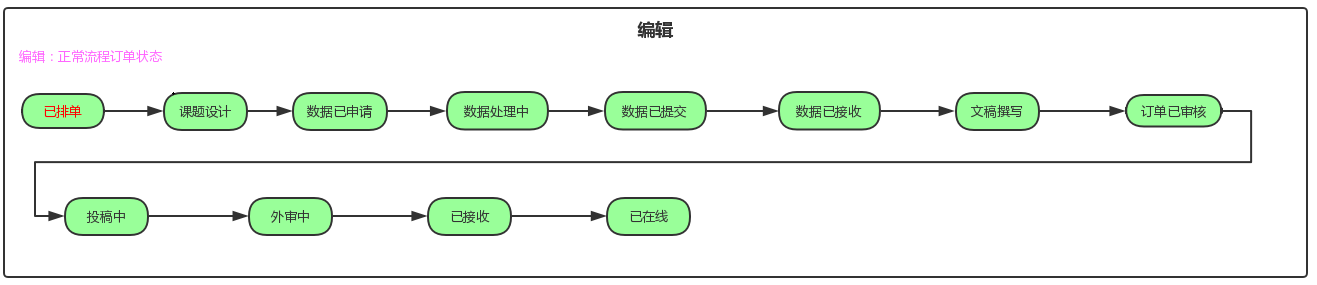 编辑
编辑：正常流程订单状态
已排单
课题设计
数据已申请
数据处理中
数据已提交
数据已接收
文稿撰写
订单已审核
投稿中
外审中
已接收
已在线